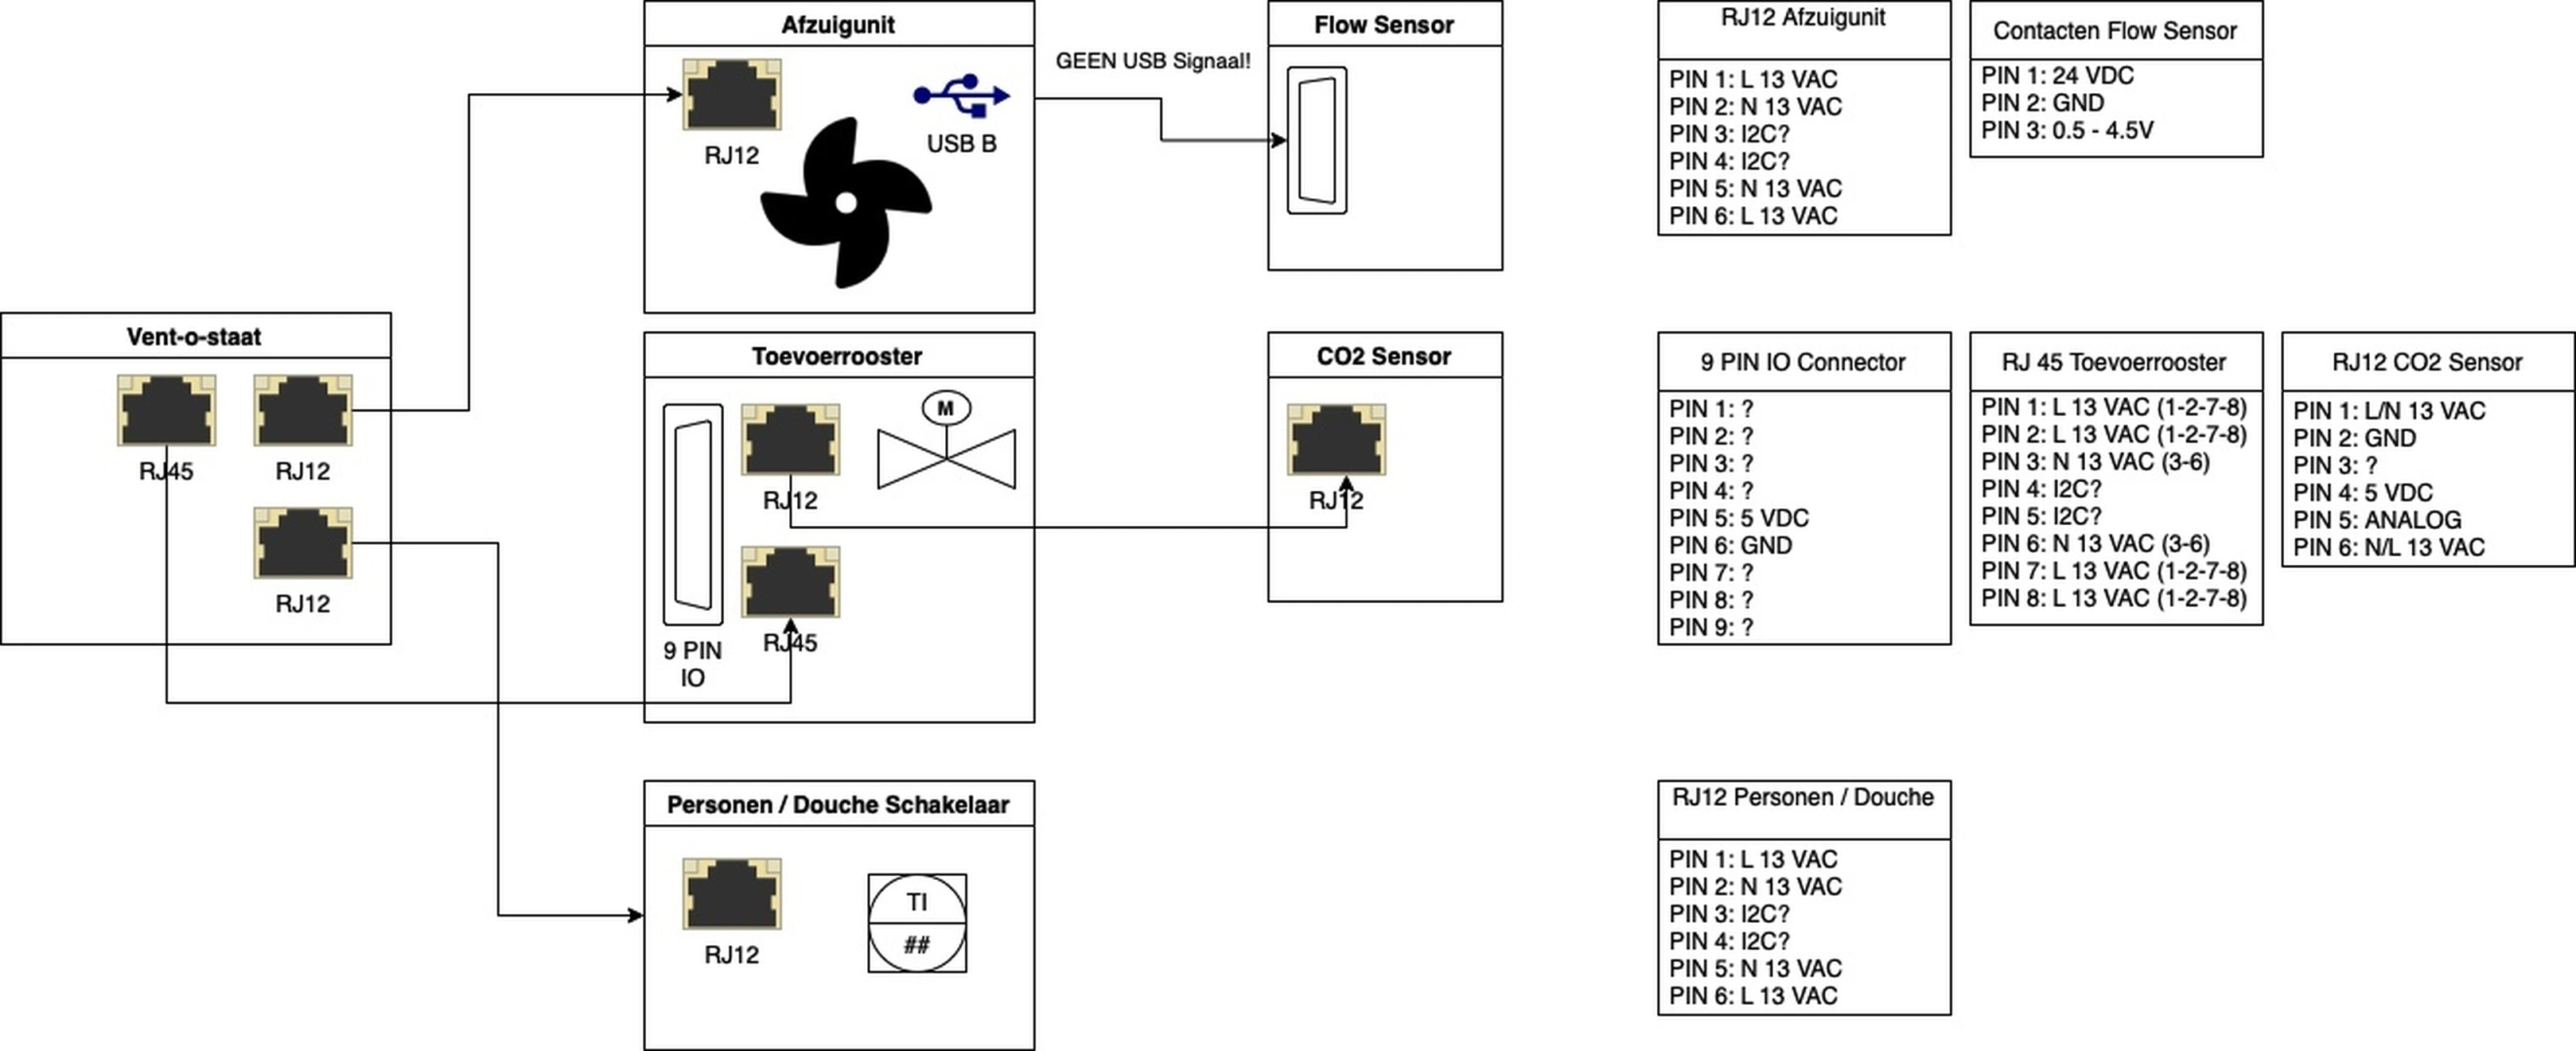 Afzuigunit
RJ12
USB B
GEEN USB Signaal!
Flow Sensor
RJ12 Afzuigunit
PIN 1: L 13 VAC
PIN 2: N 13 VAC
PIN 3: I2C?
PIN 4: I2C?
PIN 5: N 13 VAC
PIN 6: L 13 VAC
Contacten Flow Sensor
PIN 1: 24 VDC
PIN 2: GND
PIN 3: 0.5 - 4.5V
Vent-o-staat
RJ45
RJ12
RJ12
Toevoerrooster
9 PIN
IO
RJ12
RJ45
M
CO2 Sensor
RJ12
9 PIN IO Connector
PIN 1: ?
PIN 2: ?
PIN 3: ?
PIN 4: ?
PIN 5: 5 VDC
PIN 6: GND
PIN 7: ?
PIN 8: ?
PIN 9: ?
RJ 45 Toevoerrooster
PIN 1: L 13 VAC (1-2-7-8)
PIN 2: L 13 VAC (1-2-7-8)
PIN 3: N 13 VAC (3-6)
PIN 4: I2C?
PIN 5: I2C?
PIN 6: N 13 VAC (3-6)
PIN 7: L 13 VAC (1-2-7-8)
PIN 8: L 13 VAC (1-2-7-8)
RJ12 CO2 Sensor
PIN 1: L/N 13 VAC
PIN 2: GND
PIN 3: ?
PIN 4: 5 VDC
PIN 5: ANALOG
PIN 6: N/L 13 VAC
Personen / Douche Schakelaar
RJ12
TI
##
RJ12 Personen / Douche
PIN 1: L 13 VAC
PIN 2: N 13 VAC
PIN 3: I2C?
PIN 4: I2C?
PIN 5: N 13 VAC
PIN 6: L 13 VAC